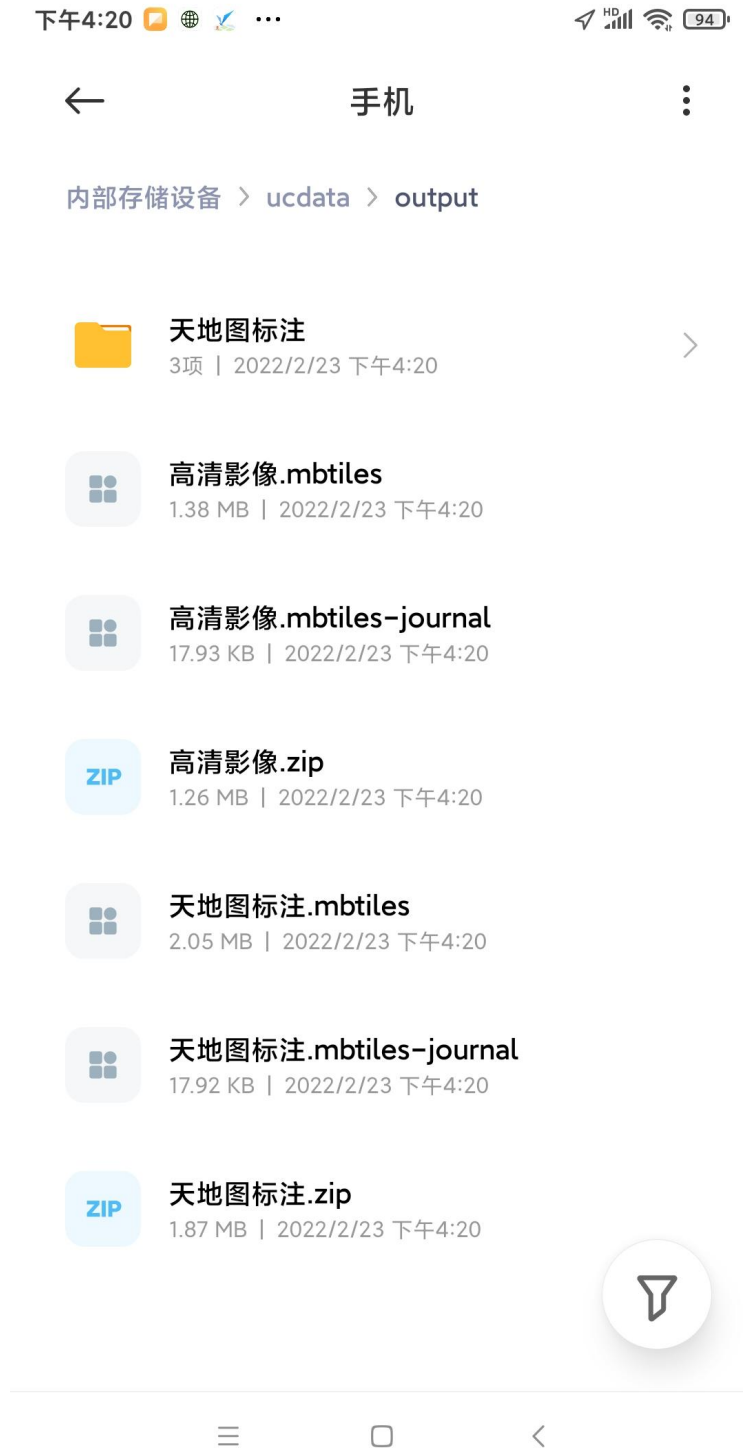 下午4:20
HD
94
手机
内部存储设备 > ucdata > output
天地图标注
3项 | 2022/2/23 下午4:20
高清影像.mbtiles
1.38 MB | 2022/2/23 下午4:20
高清影像.mbtiles-journal
17.93 KB | 2022/2/23 下午4:20
ZIP
高清影像.zip
1.26 MB | 2022/2/23 下午4:20
天地图标注.mbtiles
2.05 MB | 2022/2/23 下午4:20
天地图标注.mbtiles-journal
17.92 KB | 2022/2/23 下午4:20
ZIP
天地图标注.zip
1.87 MB | 2022/2/23 下午4:20